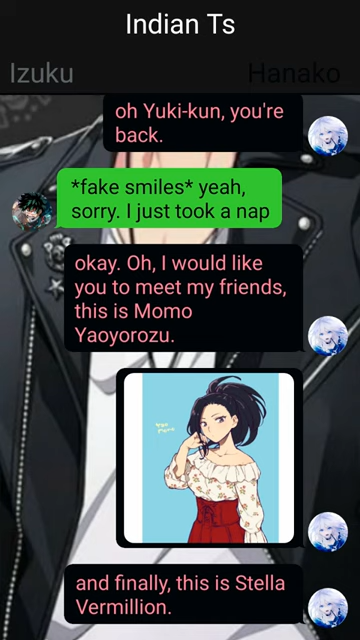 Indian Ts
Izuku
Hanako
oh Yuki-kun, you're
back.
*fake smiles* yeah,
sorry. I just took a nap
okay. Oh, I would like
you to meet my friends,
this is Momo
Yaoyorozu.
and finally, this is Stella
Vermillion.